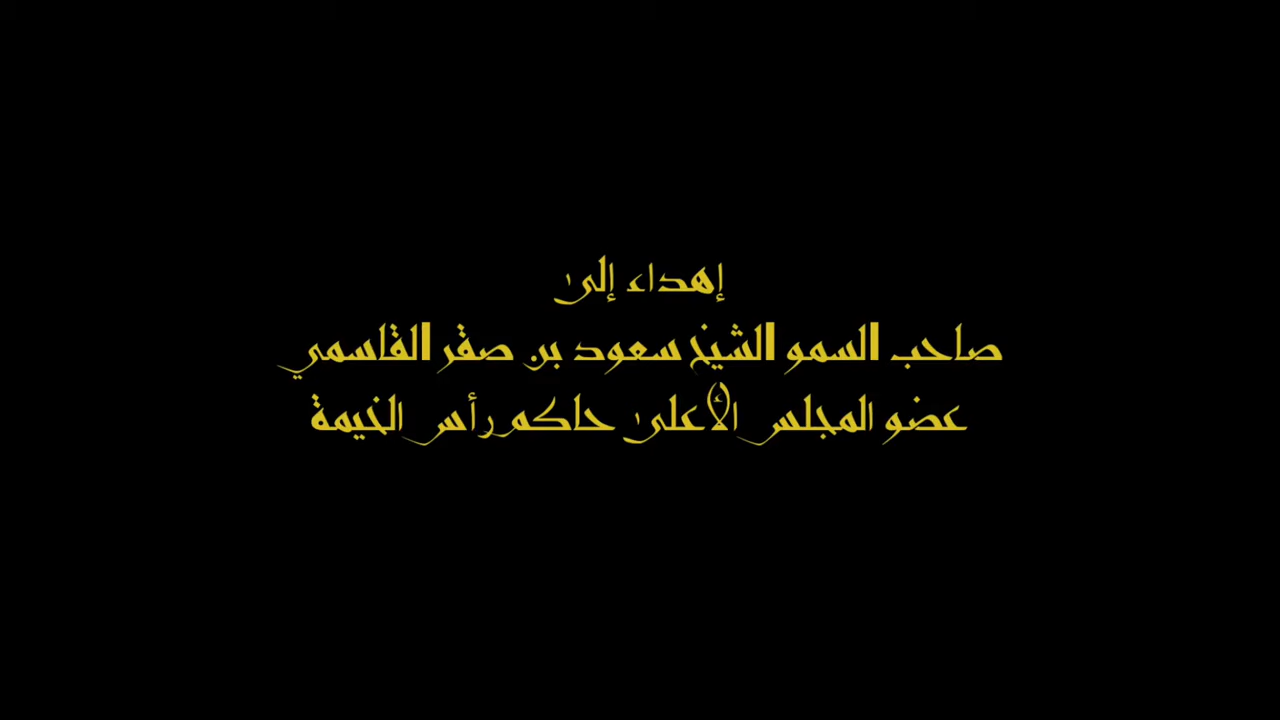 إهداء إلى
صاحب السمو الشيخ سعود بن صقر القاسمي
عضو المجلس الأعلى حاكم رأس الخيمة